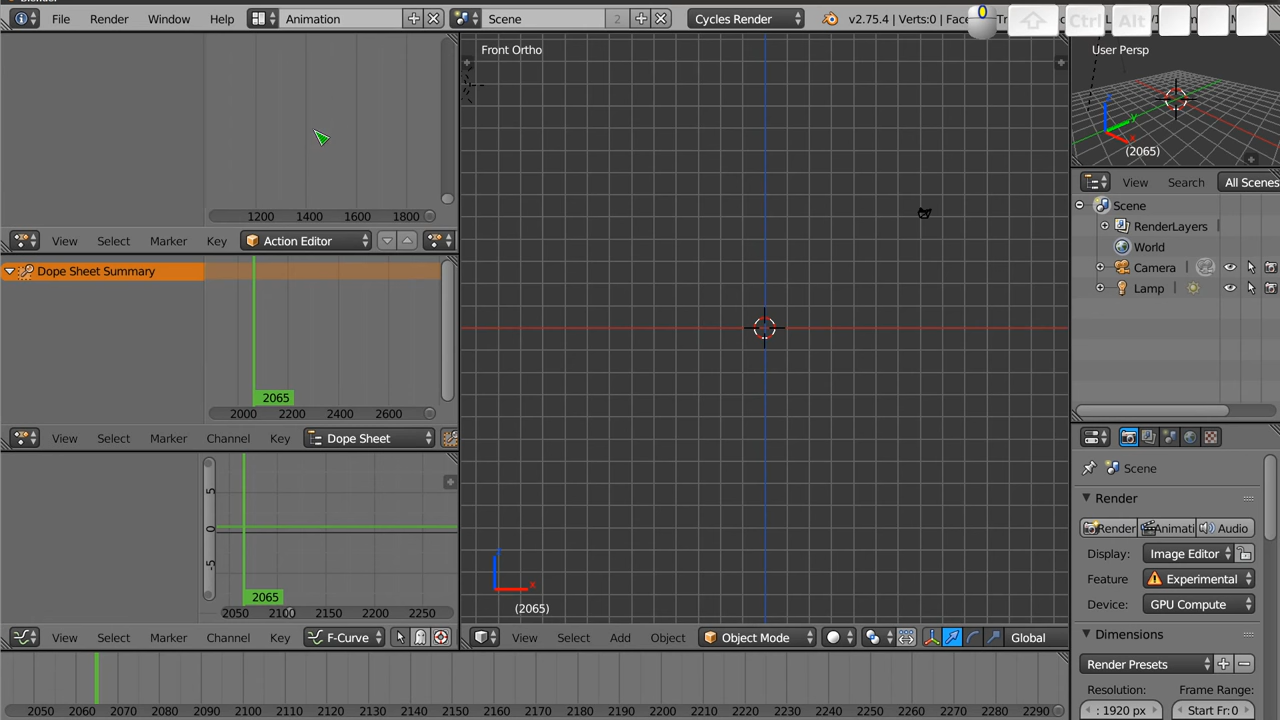 File Render Window Help Animation Scene 2 Cycles Render v2.75.4 | Verts:0 | Ctrl Alt
Front Ortho
User Persp
(2065)
1200 1400 1600 1800
View Select Marker Key Action Editor
Dope Sheet Summary
2065
2000 2200 2400 2600
View Select Marker Channel Key Dope Sheet
5
0
-5
2065
2050 2100 2150 2200 2250
View Select Marker Channel Key F-Curve
x
(2065)
View Select Add Object Object Mode Global
View Search All Scenes
Scene
RenderLayers
World
Camera
Lamp
Scene
Render
Render Animati Audio
Display: Image Editor
Feature Experimental
Device: GPU Compute
Dimensions
Render Presets
Resolution: Frame Range:
: 1920 px Start Fr: 0
2050 2060 2070 2080 2090 2100 2110 2120 2130 2140 2150 2160 2170 2180 2190 2200 2210 2220 2230 2240 2250 2260 2270 2280 2290